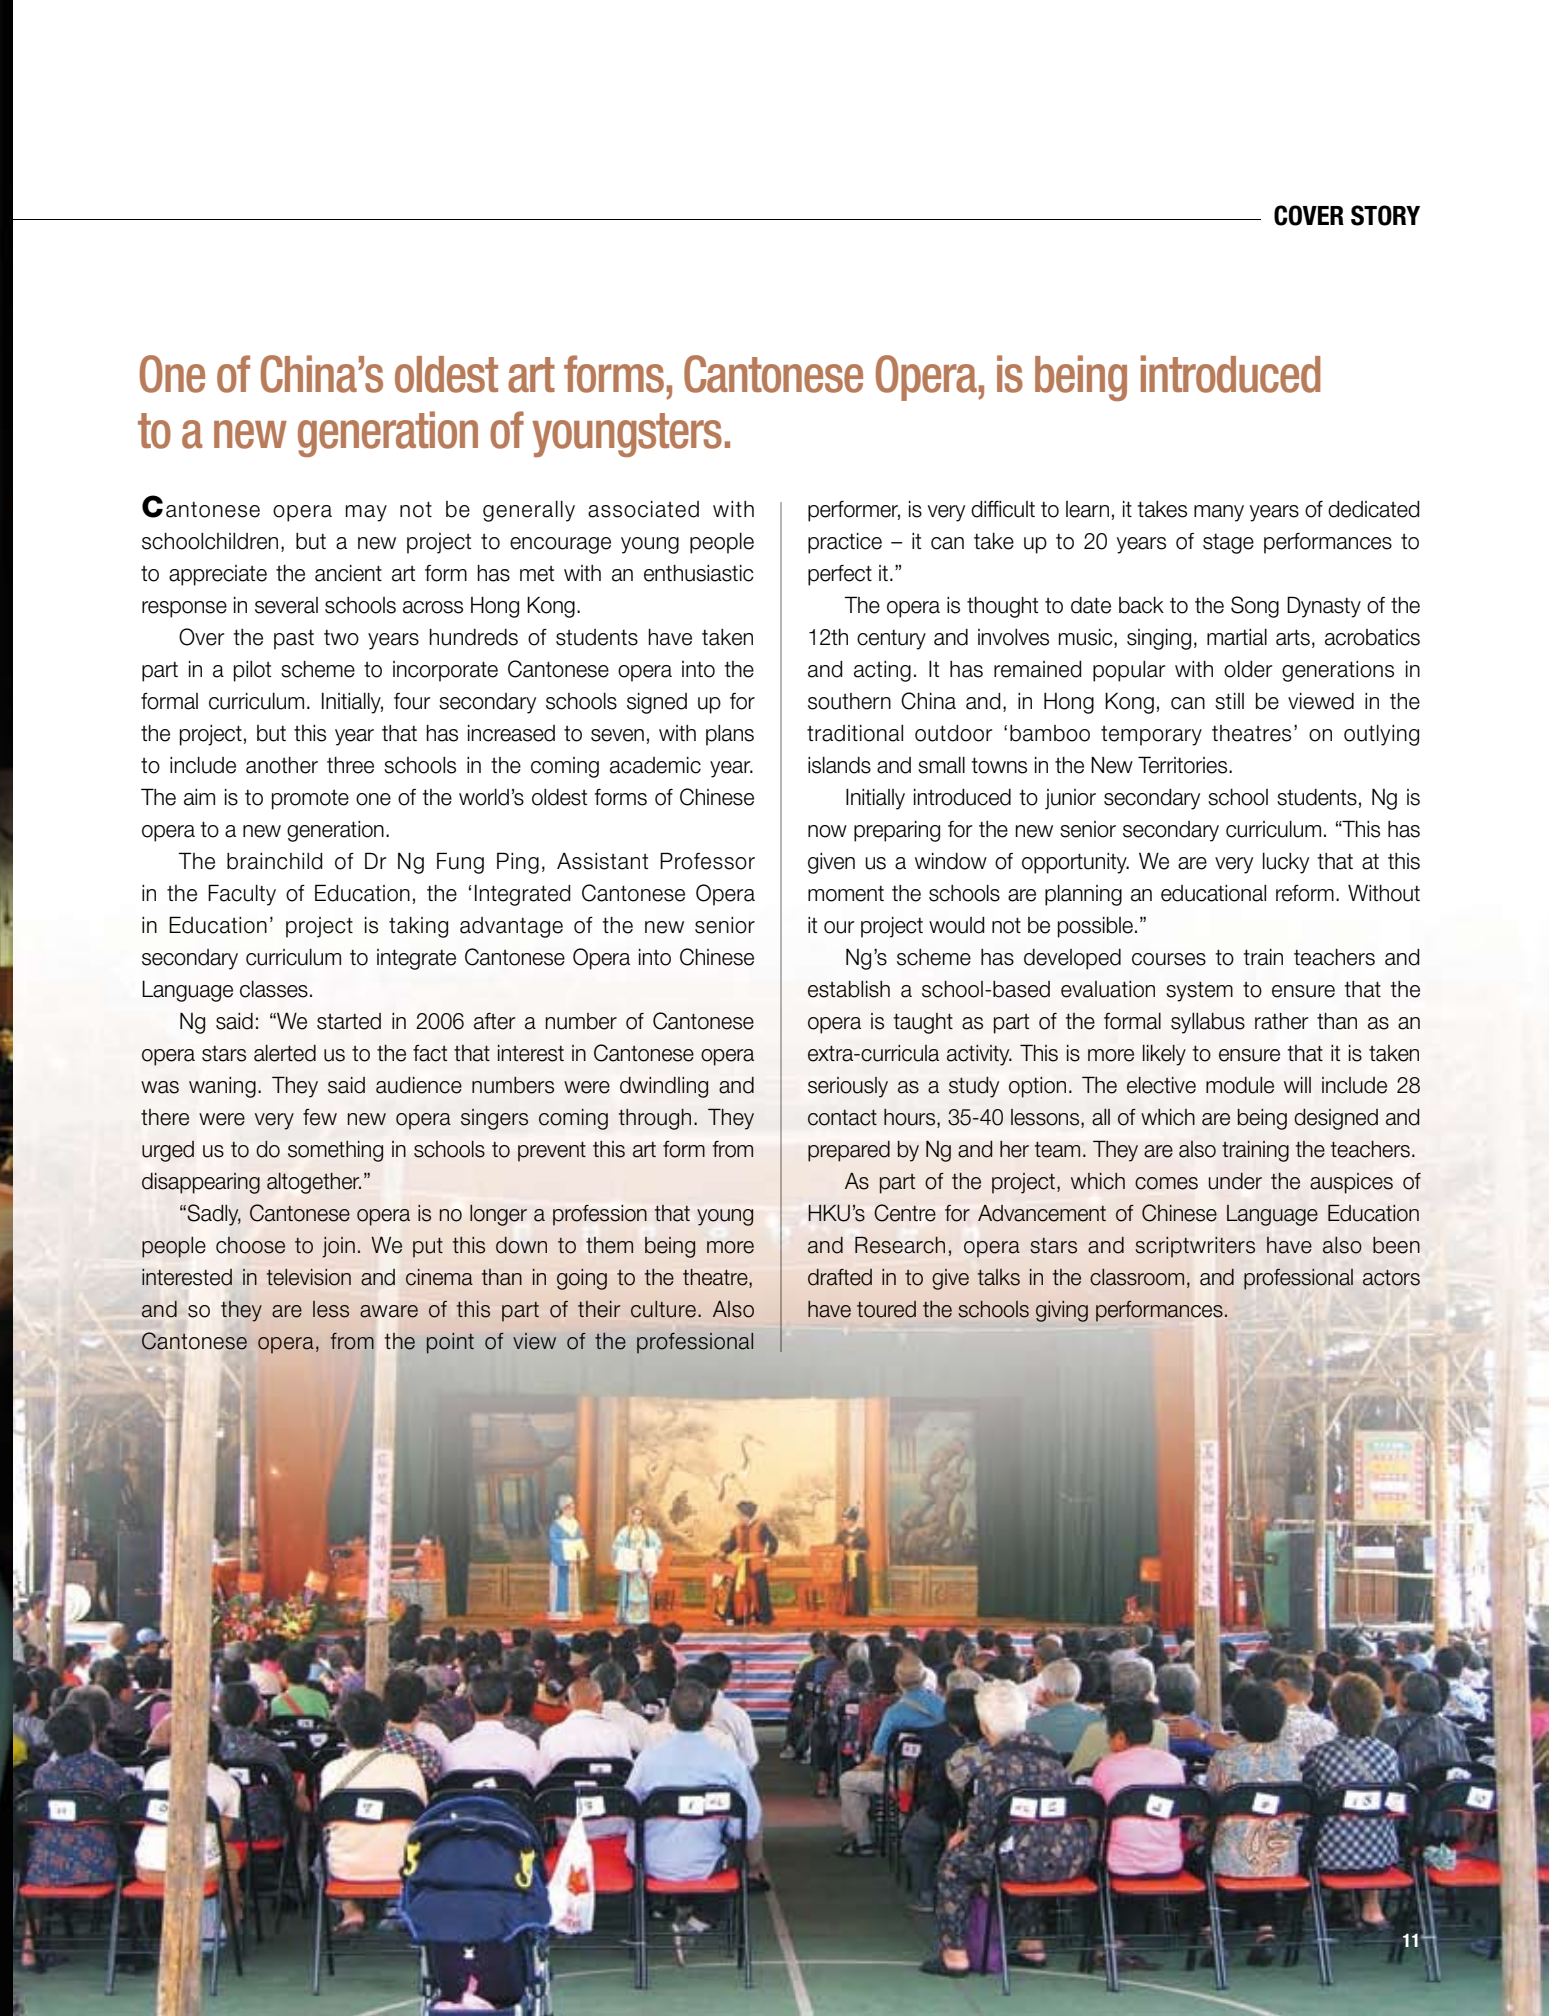 COVER STORY
One of China's oldest art forms, Cantonese Opera, is being introduced
to a new generation of youngsters.
Cantonese opera may not be generally associated with
schoolchildren, but a new project to encourage young people
to appreciate the ancient art form has met with an enthusiastic
response in several schools across Hong Kong.
Over the past two years hundreds of students have taken
part in a pilot scheme to incorporate Cantonese opera into the
formal curriculum. Initially, four secondary schools signed up for
the project, but this year that has increased to seven, with plans
to include another three schools in the coming academic year.
The aim is to promote one of the world's oldest forms of Chinese
opera to a new generation.
The brainchild of Dr Ng Fung Ping, Assistant Professor
in the Faculty of Education, the 'Integrated Cantonese Opera
in Education' project is taking advantage of the new senior
secondary curriculum to integrate Cantonese Opera into Chinese
Language classes.
Ng said: “We started in 2006 after a number of Cantonese
opera stars alerted us to the fact that interest in Cantonese opera
was waning. They said audience numbers were dwindling and
there were very few new opera singers coming through. They
urged us to do something in schools to prevent this art form from
disappearing altogether.”
“Sadly, Cantonese opera is no longer a profession that young
people choose to join. We put this down to them being more
interested in television and cinema than in going to the theatre,
and so they are less aware of this part of their culture. Also
Cantonese opera, from the point of view of the professional
performer, is very difficult to learn, it takes many years of dedicated
practice – it can take up to 20 years of stage performances to
perfect it.”
The opera is thought to date back to the Song Dynasty of the
12th century and involves music, singing, martial arts, acrobatics
and acting. It has remained popular with older generations in
southern China and, in Hong Kong, can still be viewed in the
traditional outdoor 'bamboo temporary theatres' on outlying
islands and small towns in the New Territories.
Initially introduced to junior secondary school students, Ng is
now preparing for the new senior secondary curriculum. “This has
given us a window of opportunity. We are very lucky that at this
moment the schools are planning an educational reform. Without
it our project would not be possible.”
Ng's scheme has developed courses to train teachers and
establish a school-based evaluation system to ensure that the
opera is taught as part of the formal syllabus rather than as an
extra-curricula activity. This is more likely to ensure that it is taken
seriously as a study option. The elective module will include 28
contact hours, 35-40 lessons, all of which are being designed and
prepared by Ng and her team. They are also training the teachers.
As part of the project, which comes under the auspices of
HKU's Centre for Advancement of Chinese Language Education
and Research, opera stars and scriptwriters have also been
drafted in to give talks in the classroom, and professional actors
have toured the schools giving performances.
11